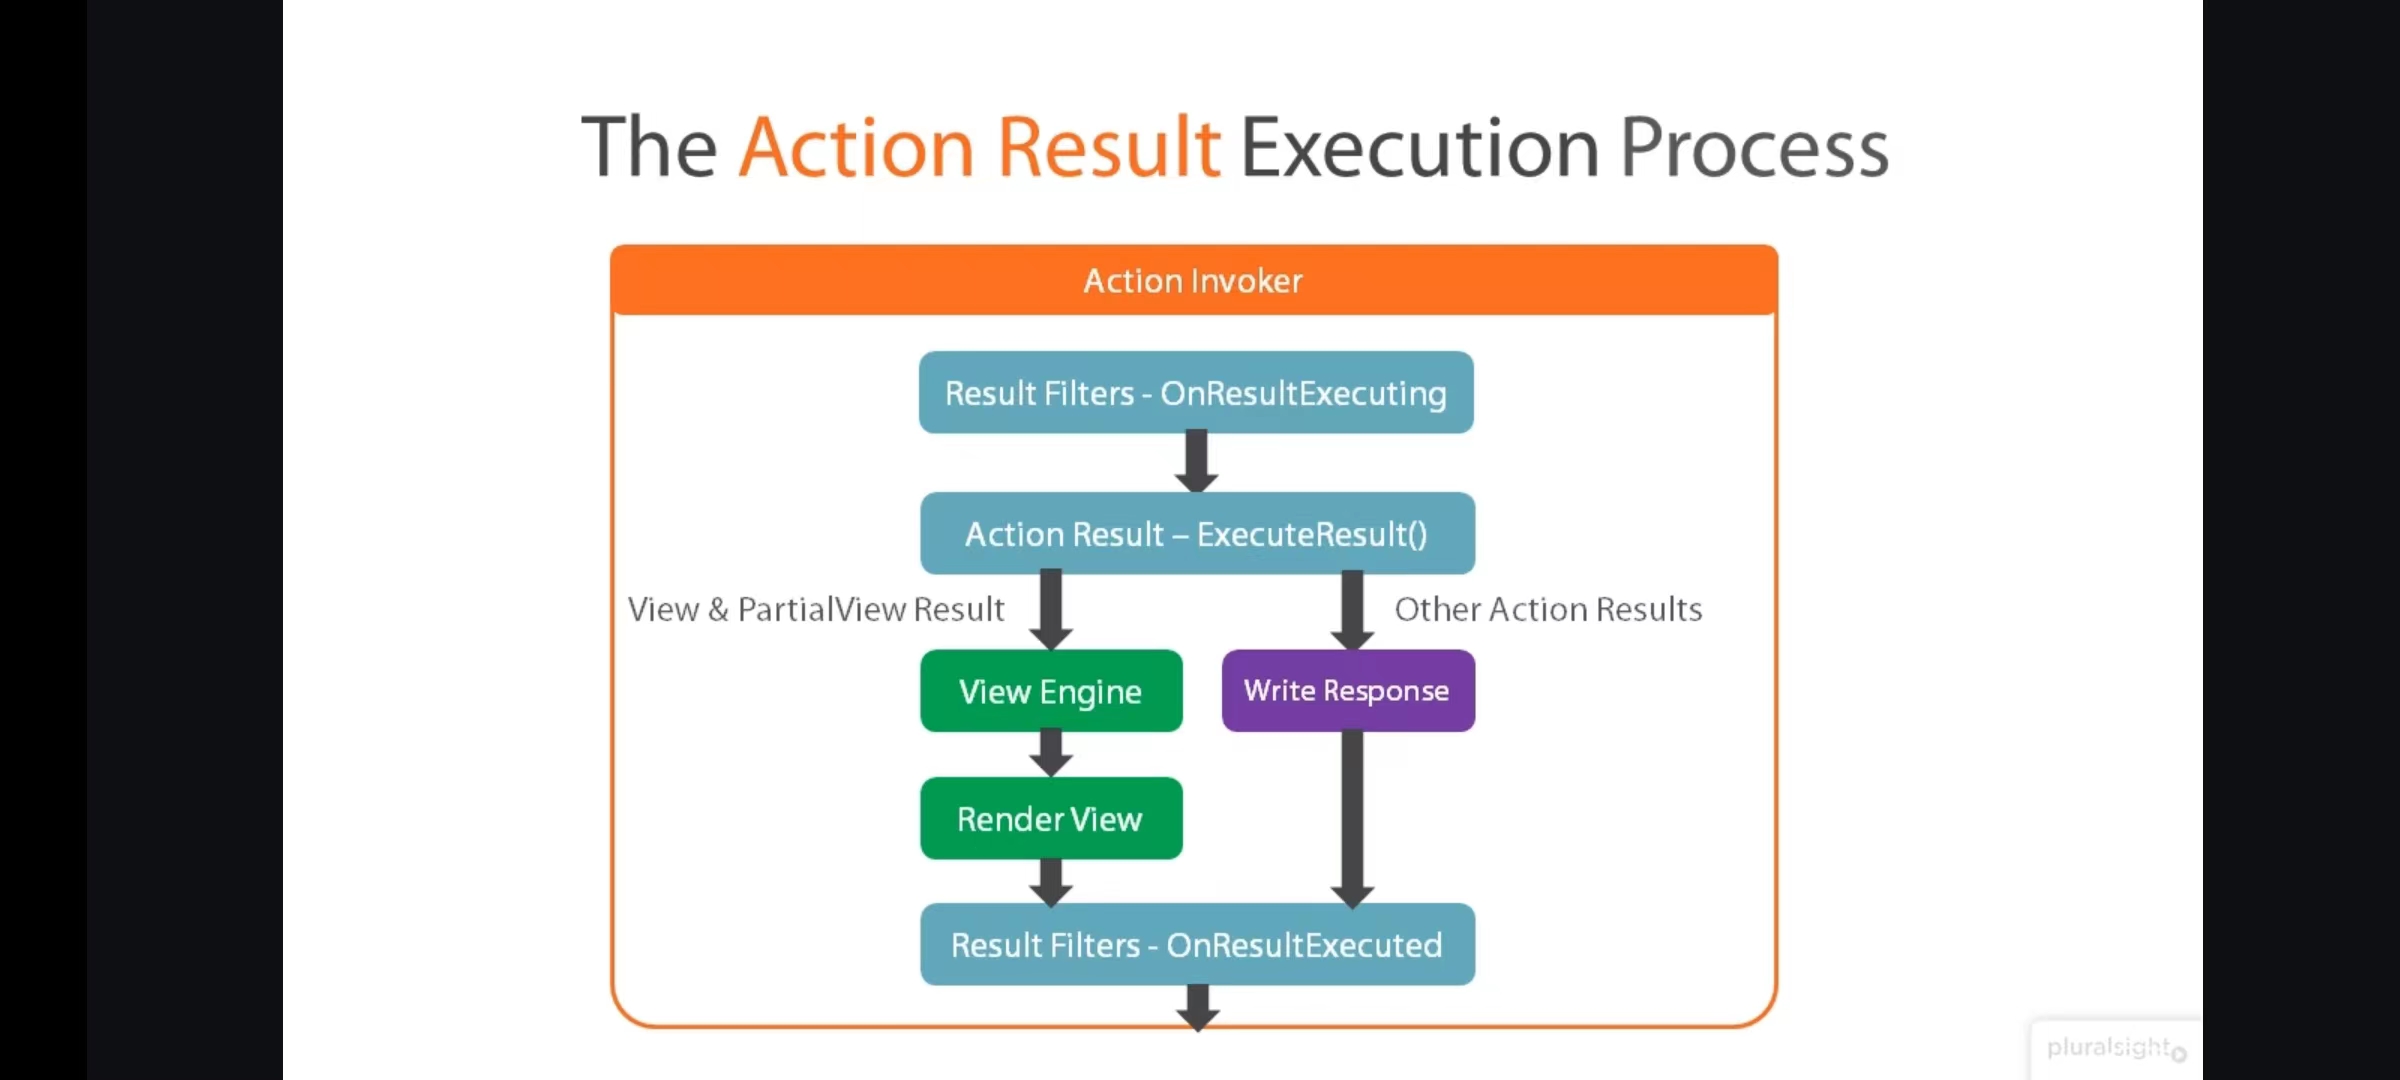 The Action Result Execution Process
Action Invoker
Result Filters - OnResultExecuting
Action Result – ExecuteResult()
View & PartialView Result
Other Action Results
View Engine
Write Response
Render View
Result Filters - OnResultExecuted
pluralsight